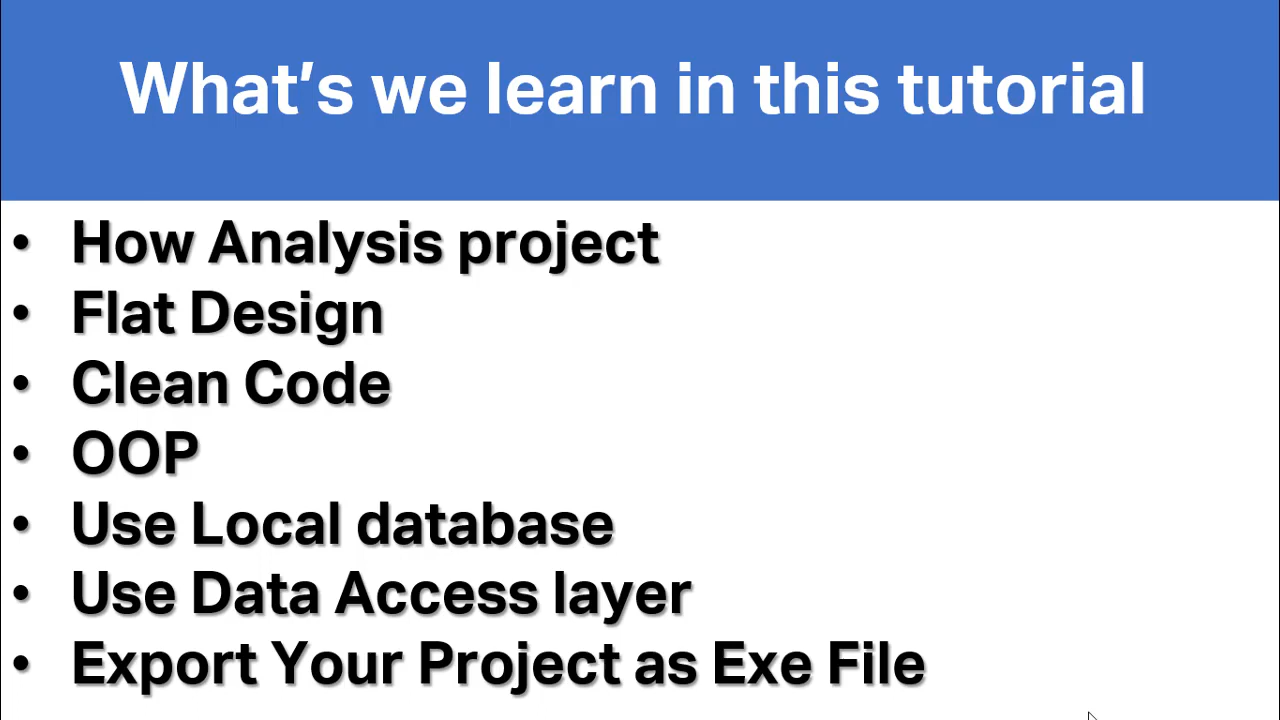 What's we learn in this tutorial
• How Analysis project
• Flat Design
• Clean Code
• OOP
• Use Local database
• Use Data Access layer
• Export Your Project as Exe File